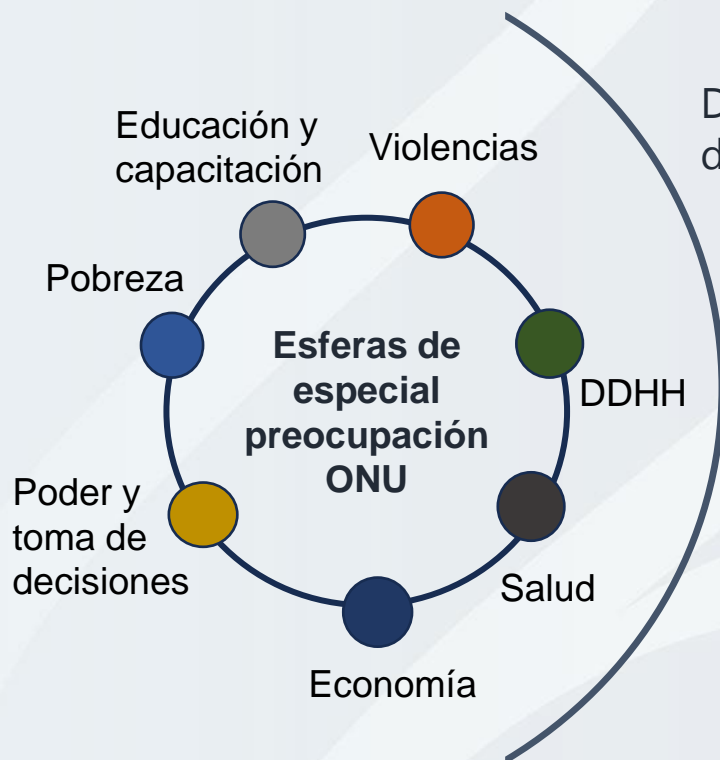 Educación y
capacitación
Violencias
Pobreza
Esferas de
especial
preocupación
ONU
DDHH
Poder y
toma de
decisiones
Salud
Economía